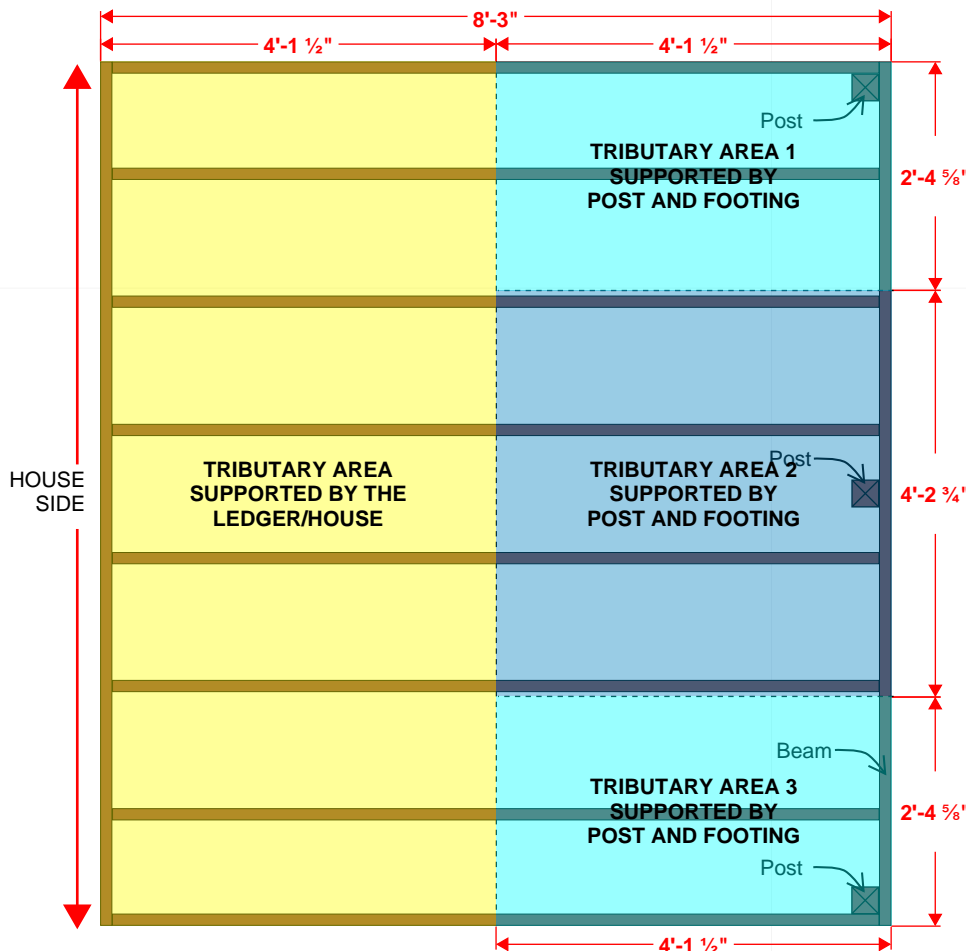 8'-3"
4'-1 ½"
4'-1 ½"
Post
TRIBUTARY AREA 1
SUPPORTED BY
POST AND FOOTING
2'-4 ⅝"
HOUSE
SIDE
TRIBUTARY AREA
SUPPORTED BY THE
LEDGER/HOUSE
Post
TRIBUTARY AREA 2
SUPPORTED BY
POST AND FOOTING
4'-2 ¾"
Beam
TRIBUTARY AREA 3
SUPPORTED BY
POST AND FOOTING
2'-4 ⅝"
Post
4'-1 ½"